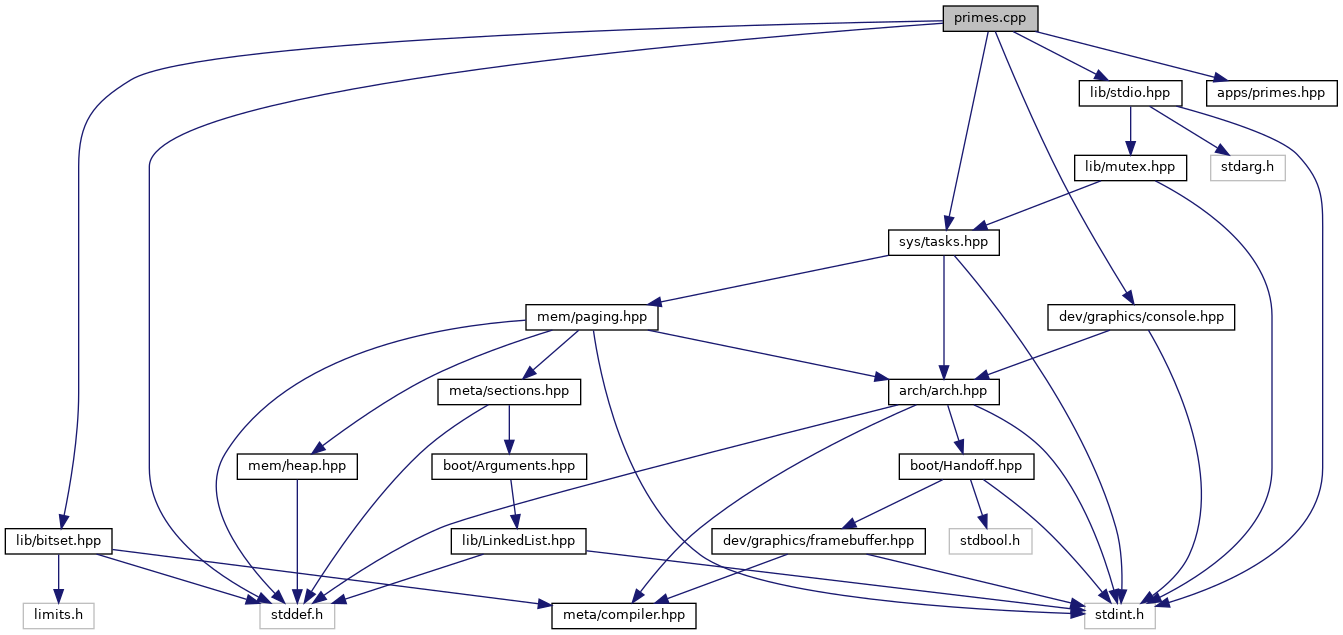 primes.cpp
lib/stdio.hpp
apps/primes.hpp
lib/mutex.hpp
stdarg.h
sys/tasks.hpp
mem/paging.hpp
dev/graphics/console.hpp
meta/sections.hpp
arch/arch.hpp
mem/heap.hpp
boot/Arguments.hpp
boot/Handoff.hpp
lib/bitset.hpp
lib/LinkedList.hpp
dev/graphics/framebuffer.hpp
stdbool.h
limits.h
stddef.h
meta/compiler.hpp
stdint.h